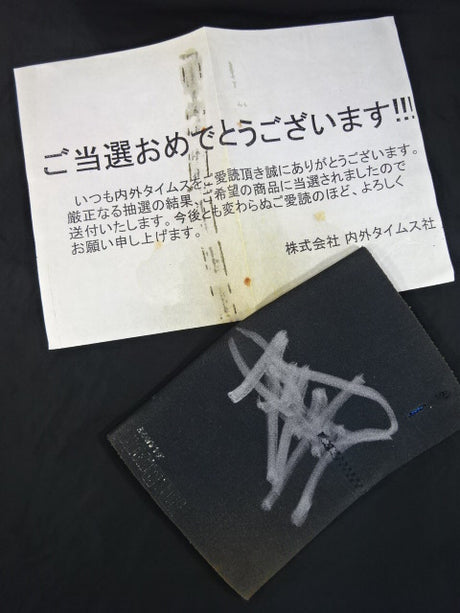 ご当選おめでとうございます!!!
いつも内外タイムスをご愛読頂き誠にありがとうございます。
厳正なる抽選の結果、ご希望の商品に当選されましたので
送付いたします。今後とも変わらぬご愛読のほど、よろしく
お願い申し上げます。
株式会社 内外タイムス社